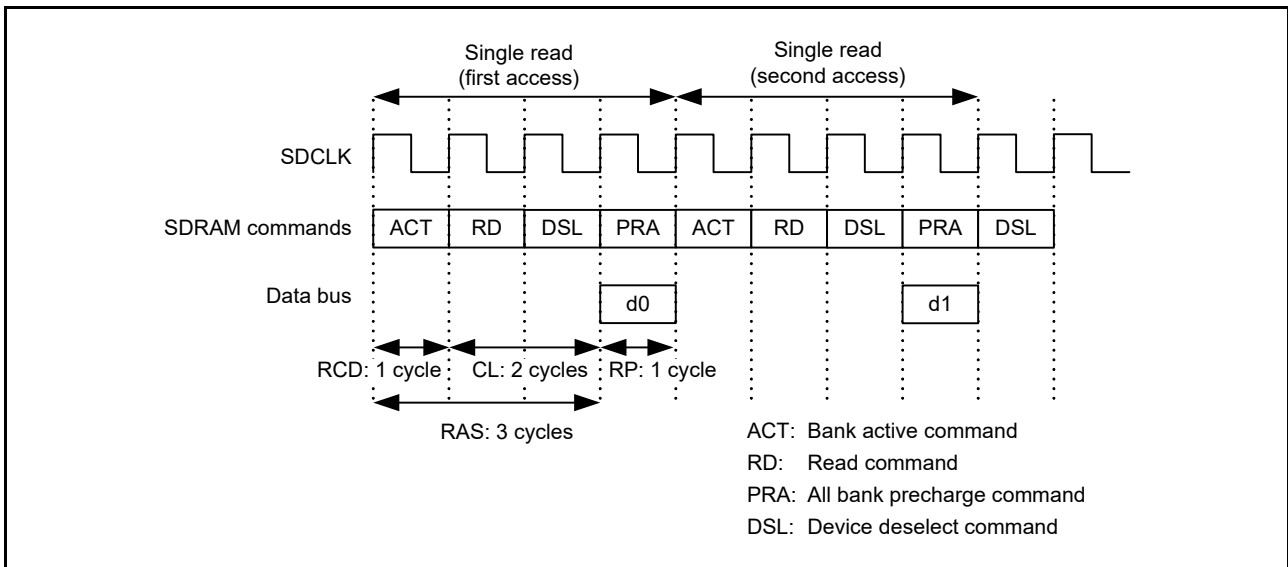 Single read
(first access)
Single read
(second access)
SDCLK
SDRAM commands
ACT RD DSL PRA ACT RD DSL PRA DSL
Data bus
d0 d1
RCD: 1 cycle CL: 2 cycles RP: 1 cycle
RAS: 3 cycles
ACT: Bank active command
RD: Read command
PRA: All bank precharge command
DSL: Device deselect command